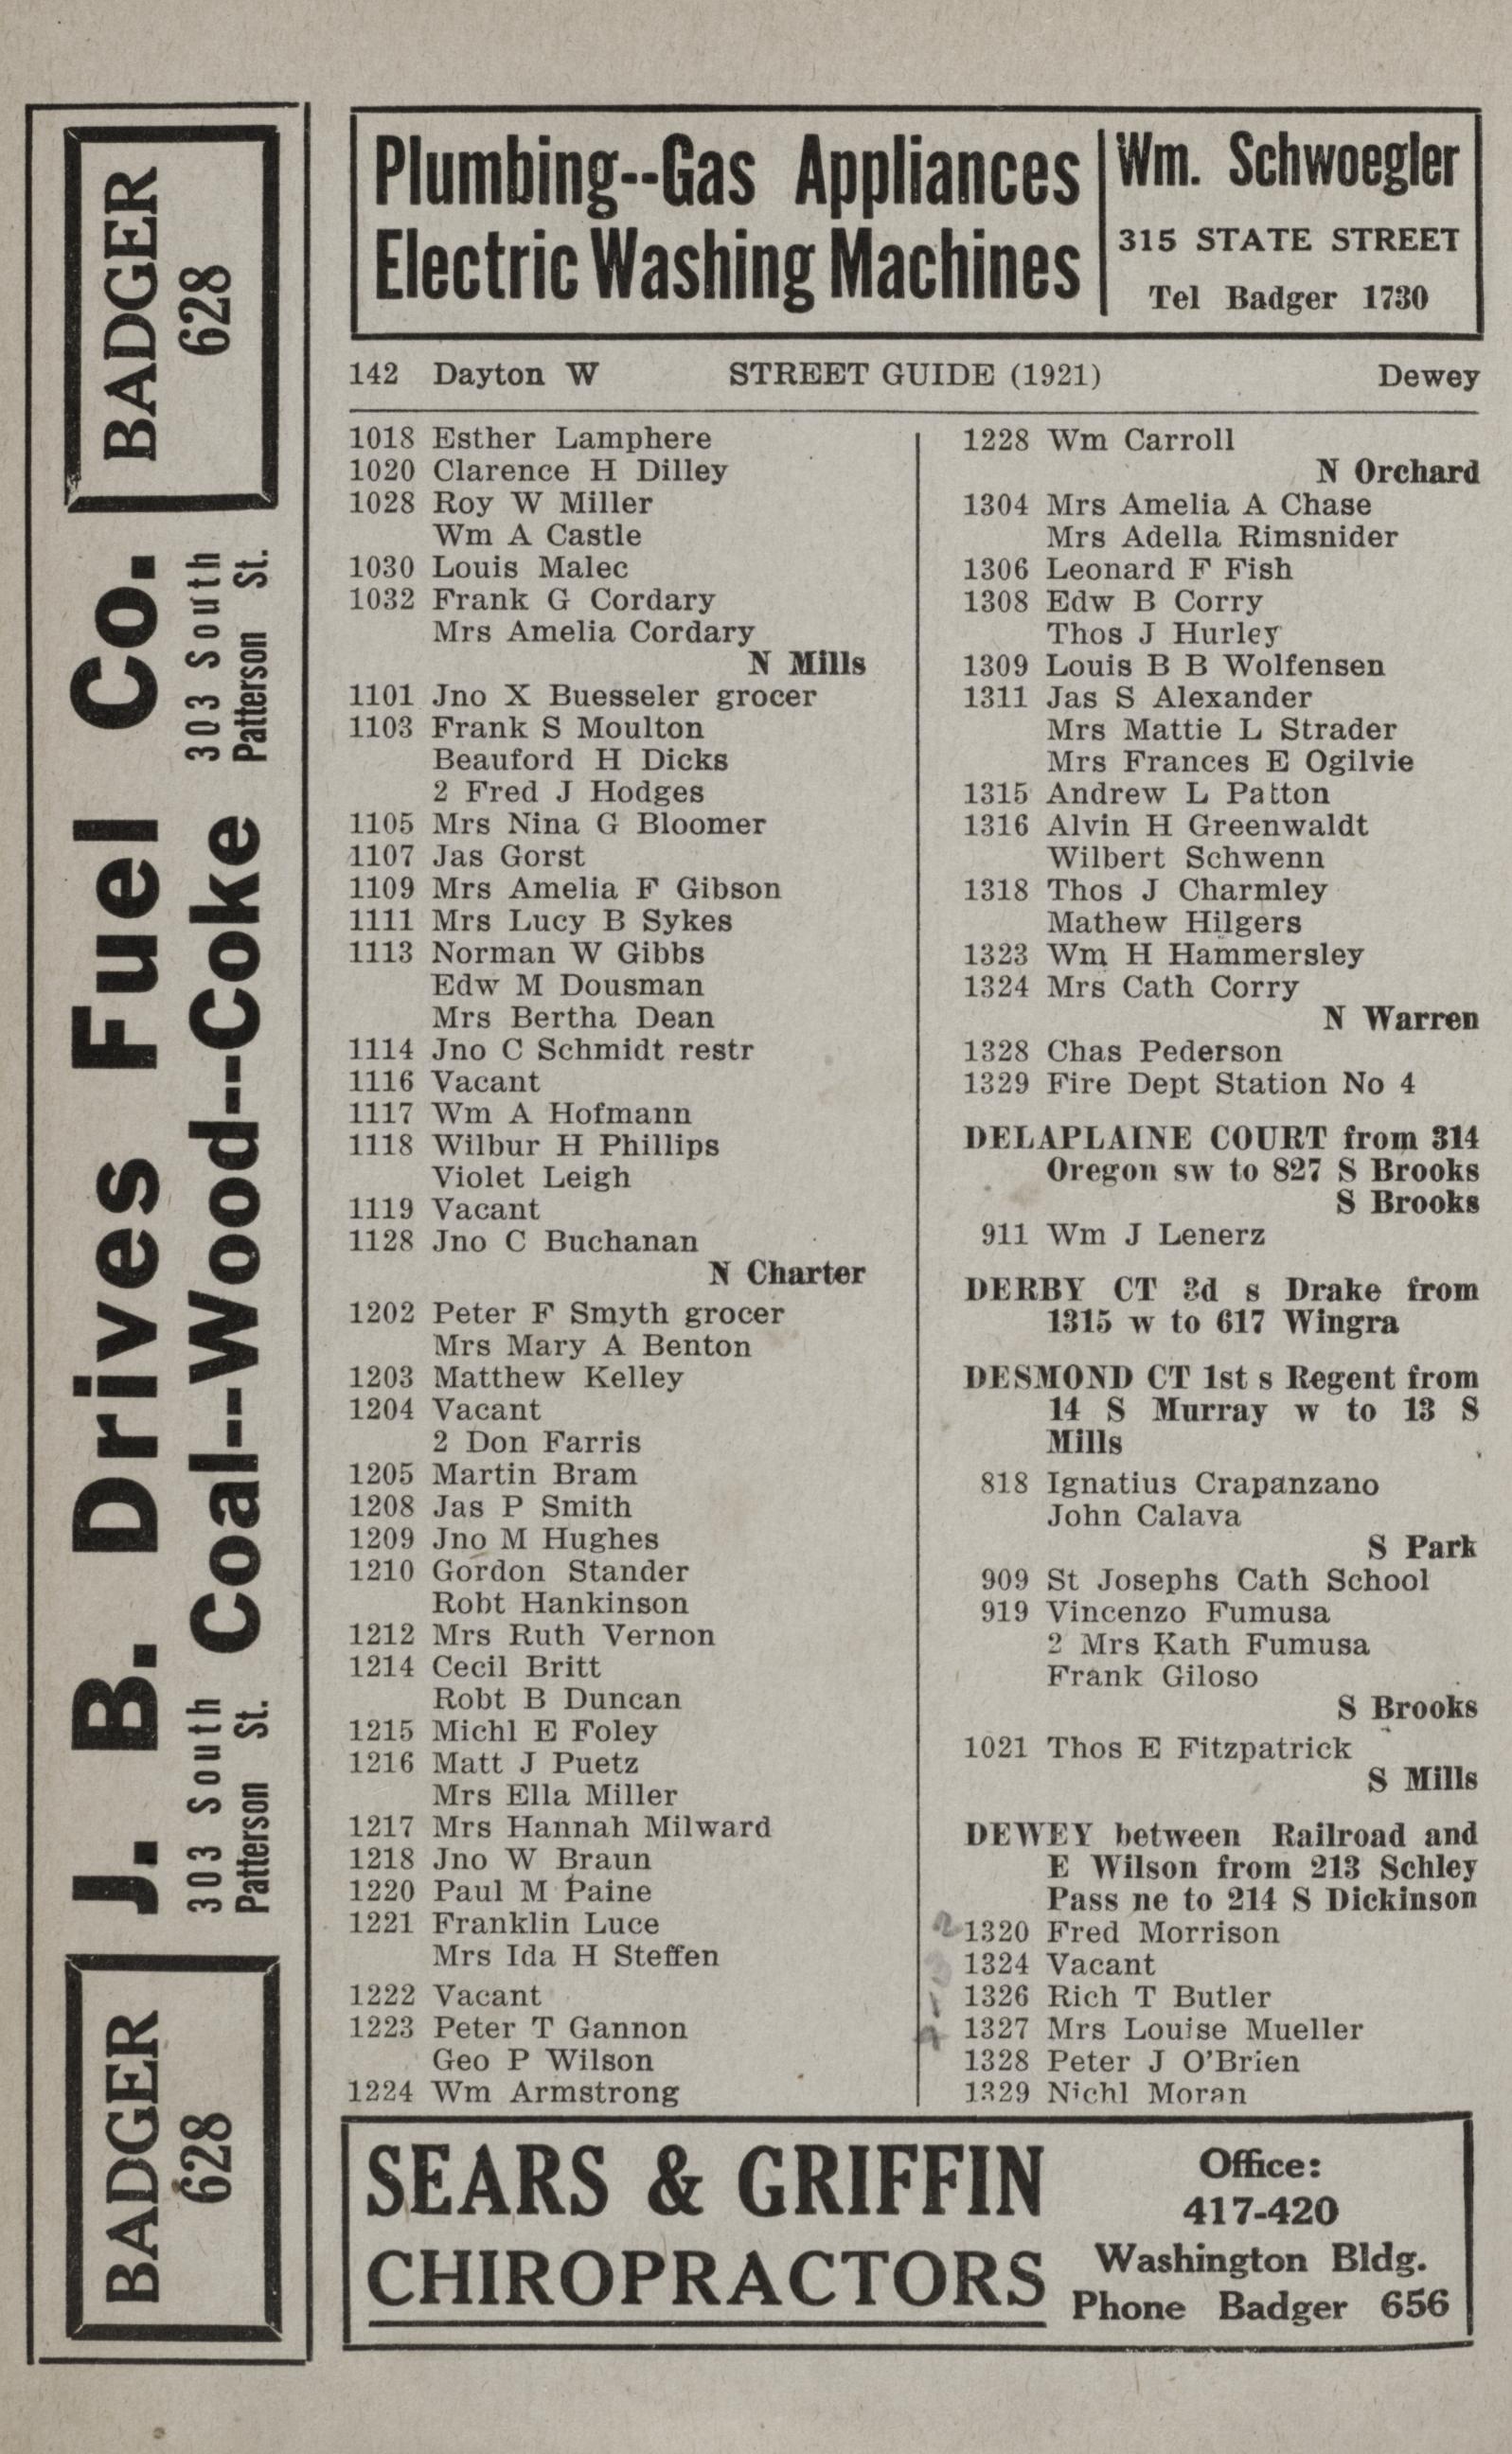 BADGER
628
J. B. Drives Fuel Co.
303 South
Patterson St.
Coal--Wood--Coke
303 South
Patterson St.
BADGER
628
Plumbing--Gas Appliances
Electric Washing Machines
Wm. Schwoegler
315 STATE STREET
Tel Badger 1730
142 Dayton W STREET GUIDE (1921) Dewey
1018 Esther Lamphere
1020 Clarence H Dilley
1028 Roy W Miller
Wm A Castle
1030 Louis Malec
1032 Frank G Cordary
Mrs Amelia Cordary
N Mills
1101 Jno X Buesseler grocer
1103 Frank S Moulton
Beauford H Dicks
2 Fred J Hodges
1105 Mrs Nina G Bloomer
1107 Jas Gorst
1109 Mrs Amelia F Gibson
1111 Mrs Lucy B Sykes
1113 Norman W Gibbs
Edw M Dousman
Mrs Bertha Dean
1114 Jno C Schmidt restr
1116 Vacant
1117 Wm A Hofmann
1118 Wilbur H Phillips
Violet Leigh
1119 Vacant
1128 Jno C Buchanan
N Charter
1202 Peter F Smyth grocer
Mrs Mary A Benton
1203 Matthew Kelley
1204 Vacant
2 Don Farris
1205 Martin Bram
1208 Jas P Smith
1209 Jno M Hughes
1210 Gordon Stander
Robt Hankinson
1212 Mrs Ruth Vernon
1214 Cecil Britt
Robt B Duncan
1215 Michl E Foley
1216 Matt J Puetz
Mrs Ella Miller
1217 Mrs Hannah Milward
1218 Jno W Braun
1220 Paul M Paine
1221 Franklin Luce
Mrs Ida H Steffen
1222 Vacant
1223 Peter T Gannon
Geo P Wilson
1224 Wm Armstrong
1228 Wm Carroll
N Orchard
1304 Mrs Amelia A Chase
Mrs Adella Rimsnider
1306 Leonard F Fish
1308 Edw B Corry
Thos J Hurley
1309 Louis B B Wolfensen
1311 Jas S Alexander
Mrs Mattie L Strader
Mrs Frances E Ogilvie
1315 Andrew L Patton
1316 Alvin H Greenwaldt
Wilbert Schwenn
1318 Thos J Charmley
Mathew Hilgers
1323 Wm H Hammersley
1324 Mrs Cath Corry
N Warren
1328 Chas Pederson
1329 Fire Dept Station No 4
DELAPLAINE COURT from 314
Oregon sw to 827 S Brooks
S Brooks
911 Wm J Lenerz
DERBY CT 3d s Drake from
1315 w to 617 Wingra
DESMOND CT 1st s Regent from
14 S Murray w to 13 S
Mills
818 Ignatius Crapanzano
John Calava
S Park
909 St Josephs Cath School
919 Vincenzo Fumusa
2 Mrs Kath Fumusa
Frank Giloso
S Brooks
1021 Thos E Fitzpatrick
S Mills
DEWEY between Railroad and
E Wilson from 213 Schley
Pass ne to 214 S Dickinson
1320 Fred Morrison
1324 Vacant
1326 Rich T Butler
1327 Mrs Louise Mueller
1328 Peter J O'Brien
1329 Nichl Moran
SEARS & GRIFFIN
CHIROPRACTORS
Office:
417-420
Washington Bldg.
Phone Badger 656